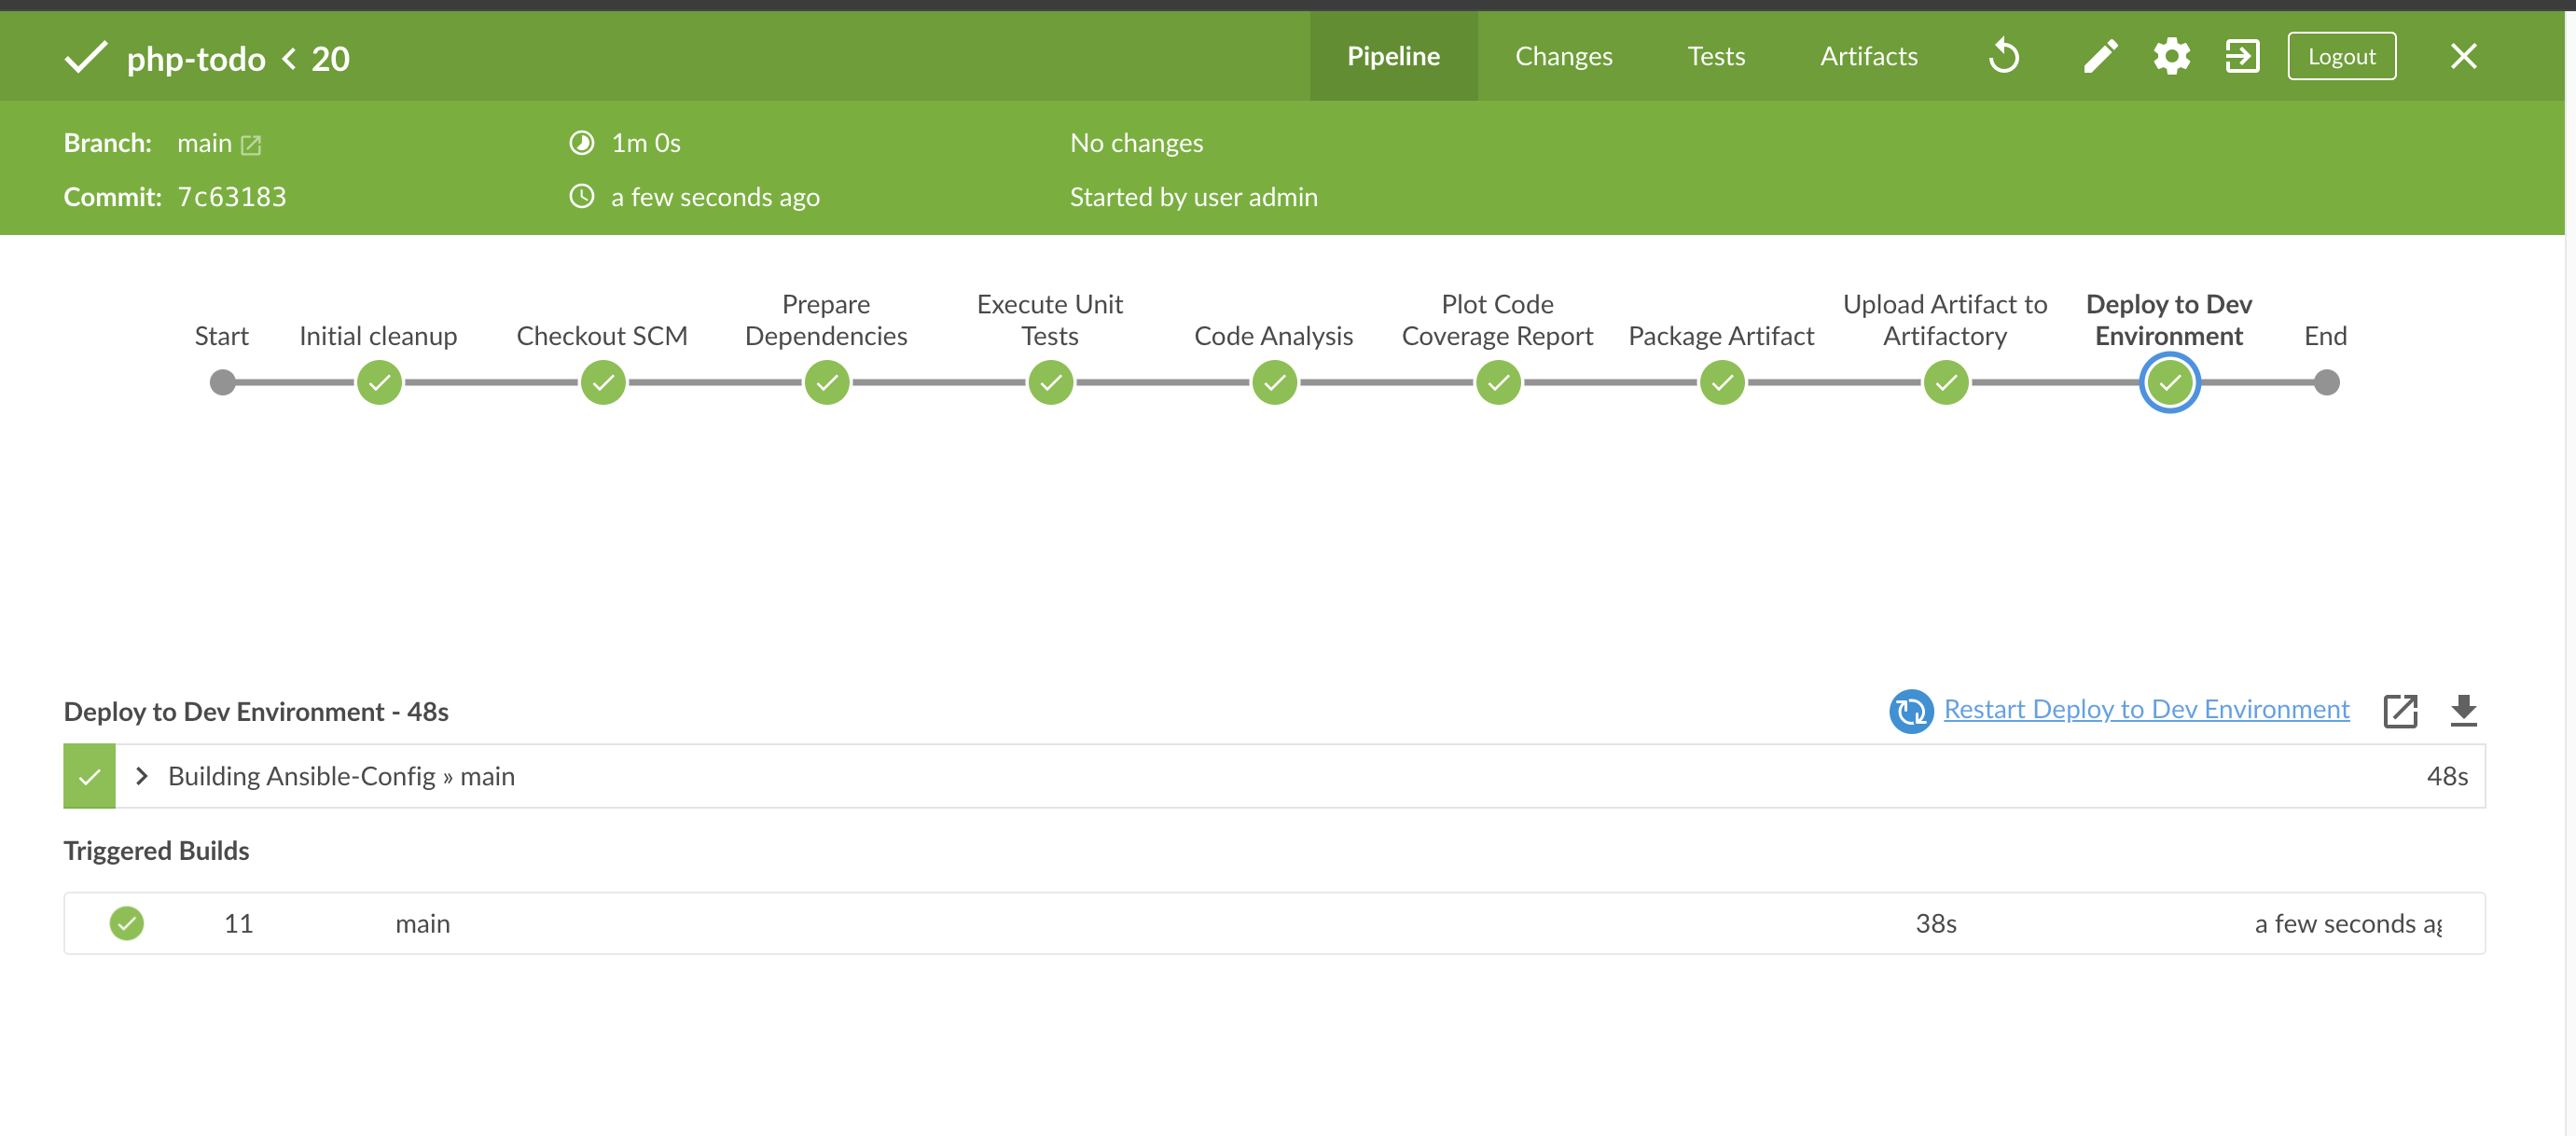 php-todo < 20
Pipeline Changes Tests Artifacts Logout
Branch: main 1m 0s No changes
Commit: 7c63183 a few seconds ago Started by user admin
Start
Initial cleanup
Checkout SCM
Prepare
Dependencies
Execute Unit
Tests
Code Analysis
Plot Code
Coverage Report
Package Artifact
Upload Artifact to
Artifactory
Deploy to Dev
Environment
End
Deploy to Dev Environment - 48s Restart Deploy to Dev Environment
Building Ansible-Config » main 48s
Triggered Builds
11 main 38s a few seconds